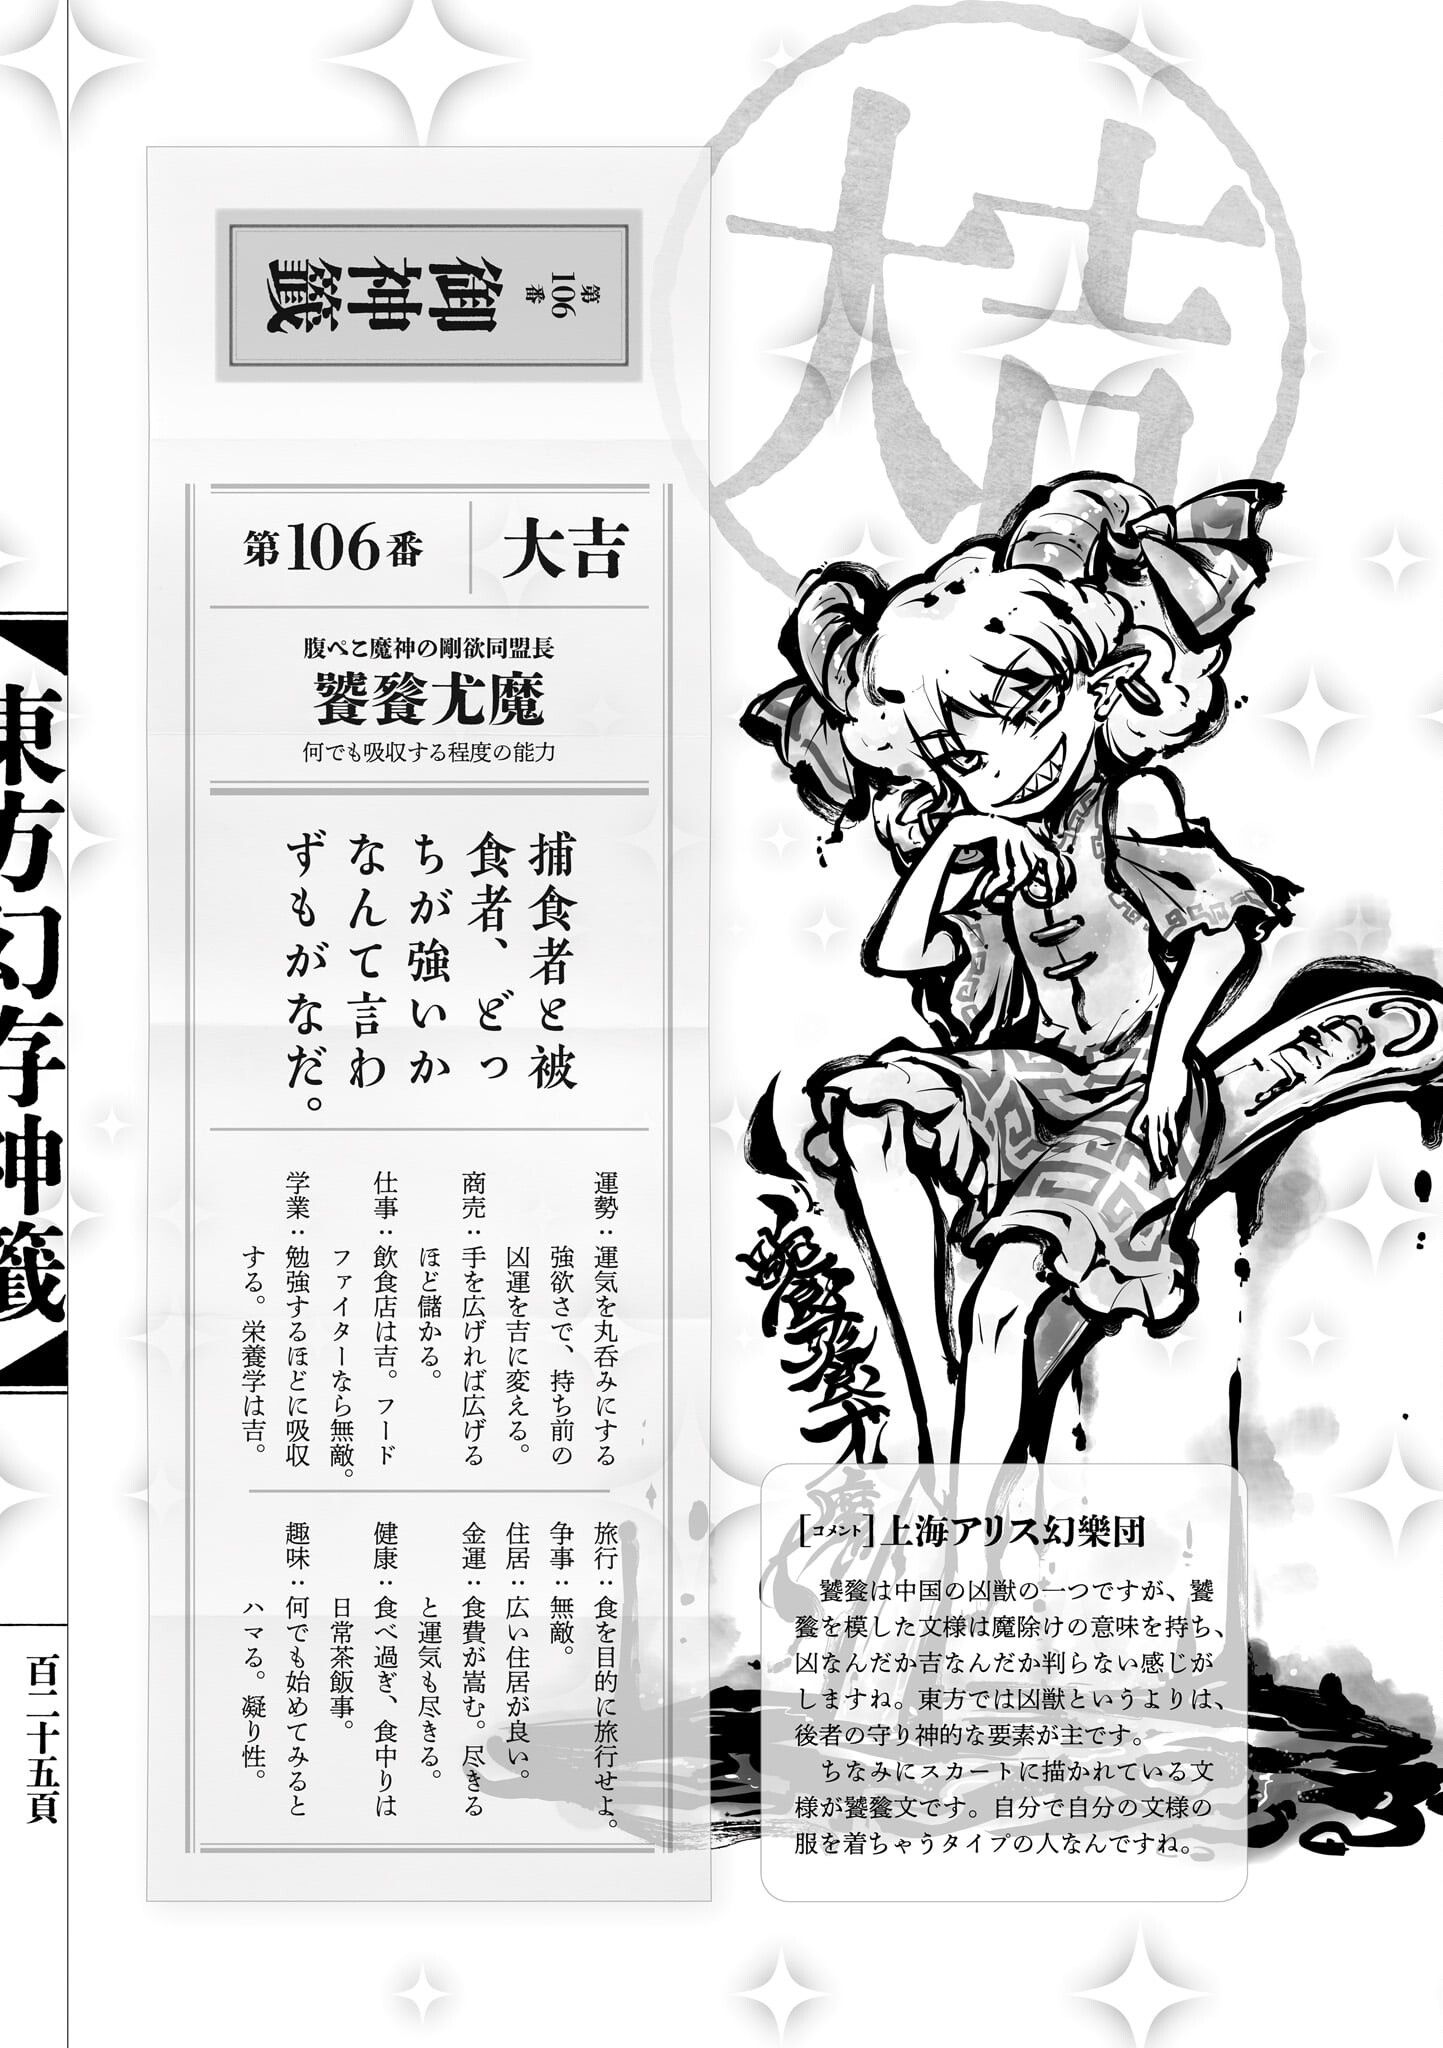 大吉
御神籤
第106番
第106番
大吉
腹ぺこ魔神の剛欲同盟長
饕餮尤魔
何でも吸収する程度の能力
捕食者と被
食者、どっ
ちが強いか
なんて言わ
ずもがなだ。
運勢：運気を丸呑みにする
強欲さで、持ち前の
凶運を吉に変える。
商売：手を広げれば広げる
ほど儲かる。
仕事：飲食店は吉。フード
ファイターなら無敵。
学業：勉強するほどに吸収
する。栄養学は吉。
旅行：食を目的に旅行せよ。
争事：無敵。
住居：広い住居が良い。
金運：食費が嵩む。尽きる
と運気も尽きる。
健康：食べ過ぎ、食中りは
日常茶飯事。
趣味：何でも始めてみると
ハマる。凝り性。
饕餮尤魔
［コメント］上海アリス幻樂団
饕餮は中国の凶獣の一つですが、饕
餮を模した文様は魔除けの意味を持ち、
凶なんだか吉なんだか判らない感じが
しますね。東方では凶獣というよりは、
後者の守り神的な要素が主です。
ちなみにスカートに描かれている文
様が饕餮文です。自分で自分の文様の
服を着ちゃうタイプの人なんですね。
【東方幻存神籤】
百二十五頁